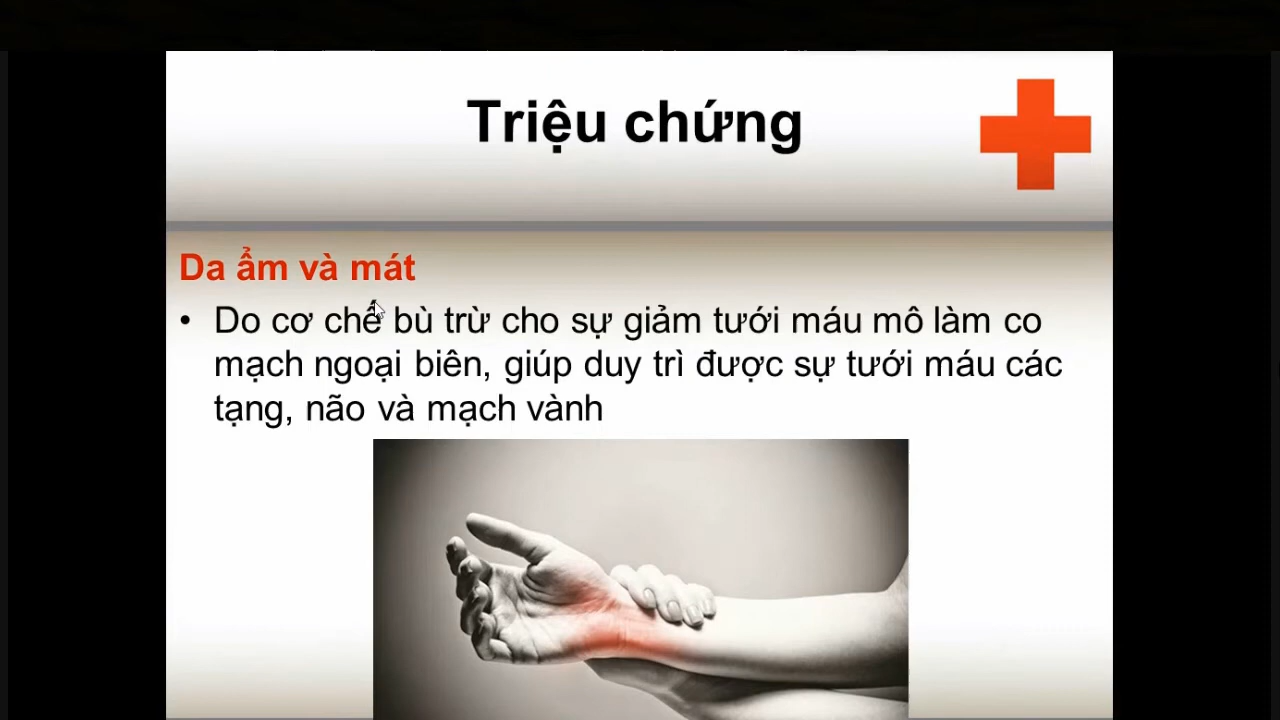 Triệu chứng
Da ẩm và mát
• Do cơ chế bù trừ cho sự giảm tưới máu mô làm co
mạch ngoại biên, giúp duy trì được sự tưới máu các
tạng, não và mạch vành